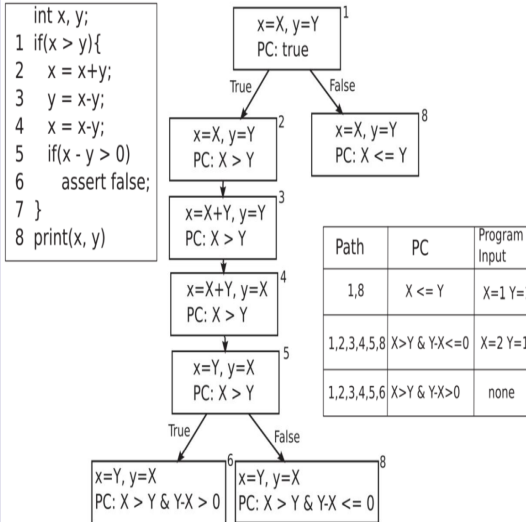 int x, y;
1 if(x > y){
2 x = x+y;
3 y = x-y;
4 x = x-y;
5 if(x - y > 0)
6 assert false;
7 }
8 print(x, y)
1
x=X, y=Y
PC: true
True
False
2
x=X, y=Y
PC: X > Y
8
x=X, y=Y
PC: X <= Y
3
x=X+Y, y=Y
PC: X > Y
4
x=X+Y, y=X
PC: X > Y
5
x=Y, y=X
PC: X > Y
True
False
6
x=Y, y=X
PC: X > Y & Y-X > 0
8
x=Y, y=X
PC: X > Y & Y-X <= 0
Path PC Program Input
1,8 X <= Y X=1 Y=
1,2,3,4,5,8 X>Y & Y-X<=0 X=2 Y=1
1,2,3,4,5,6 X>Y & Y-X>0 none